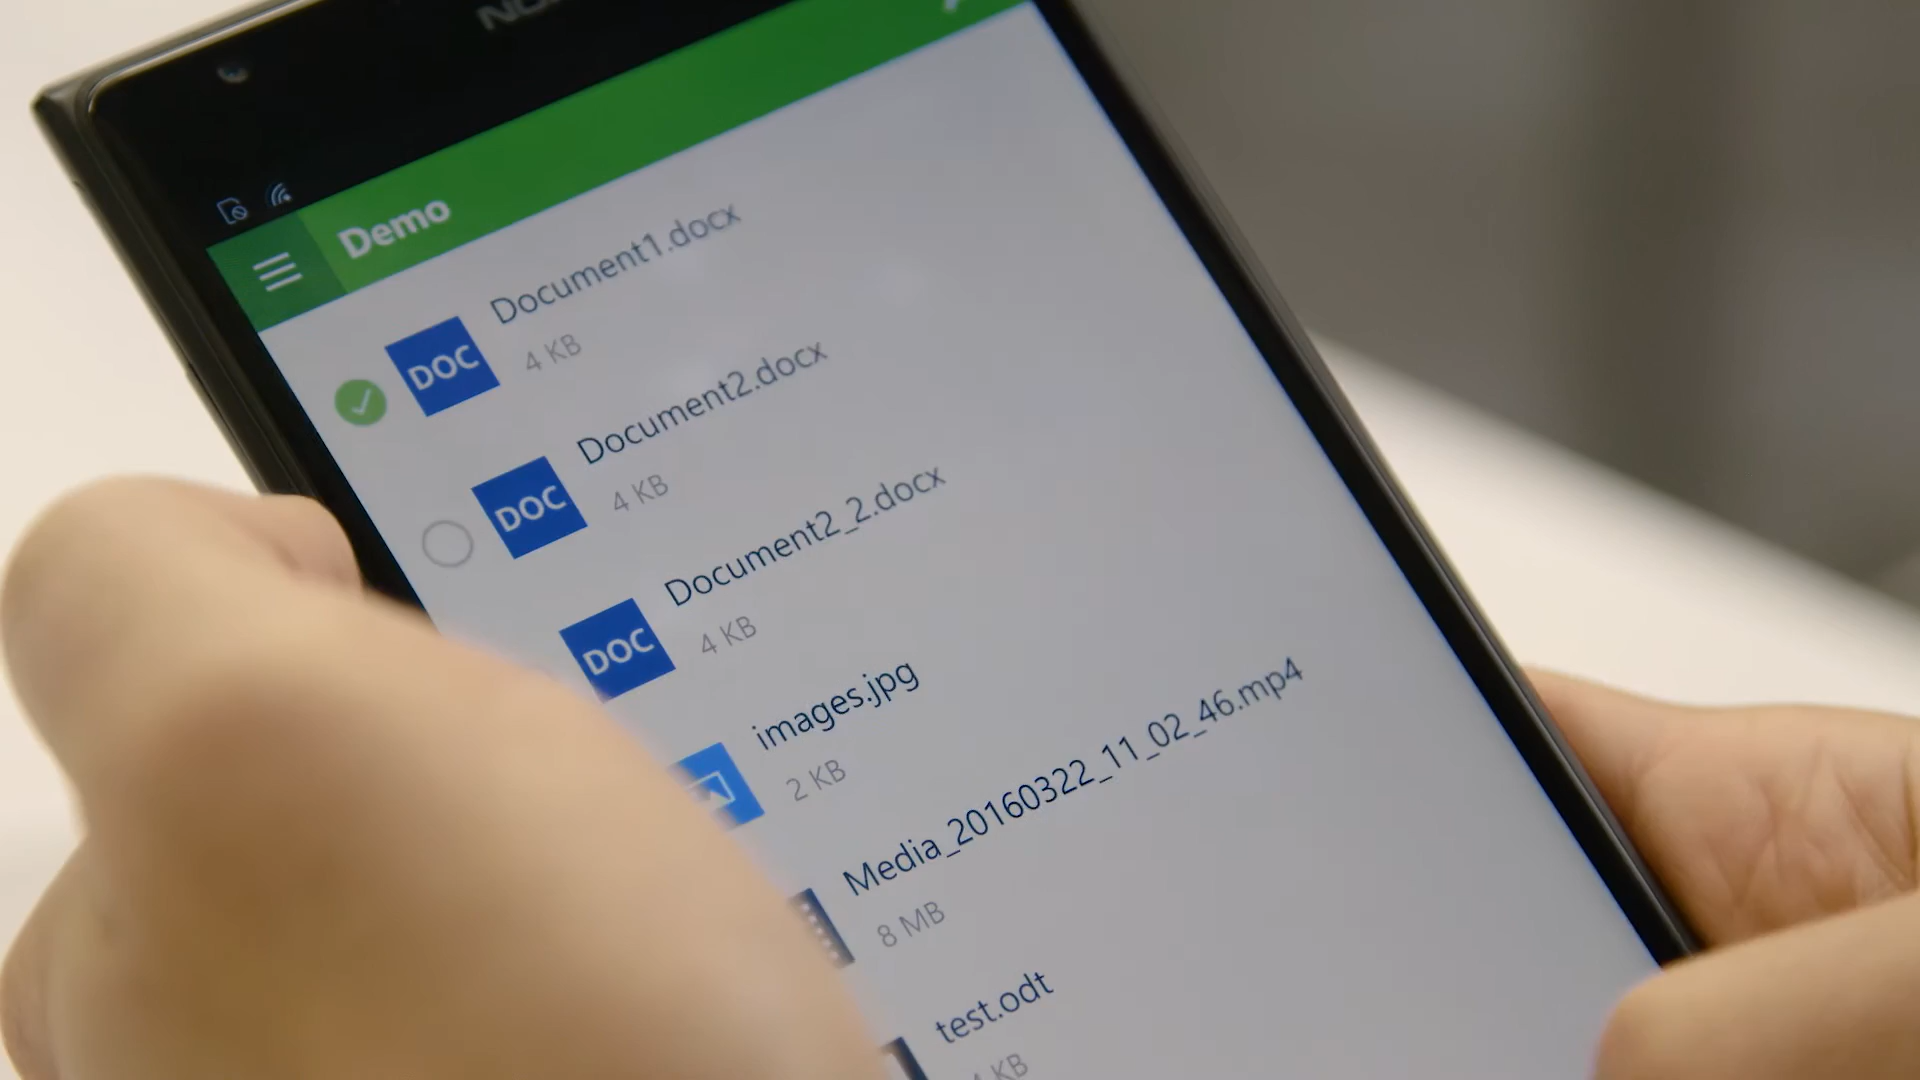 Demo
DOC
Document1.docx
4 KB
DOC
Document2.docx
4 KB
DOC
Document2_2.docx
4 KB
images.jpg
2 KB
Media_20160322_11_02_46.mp4
8 MB
test.odt
KB